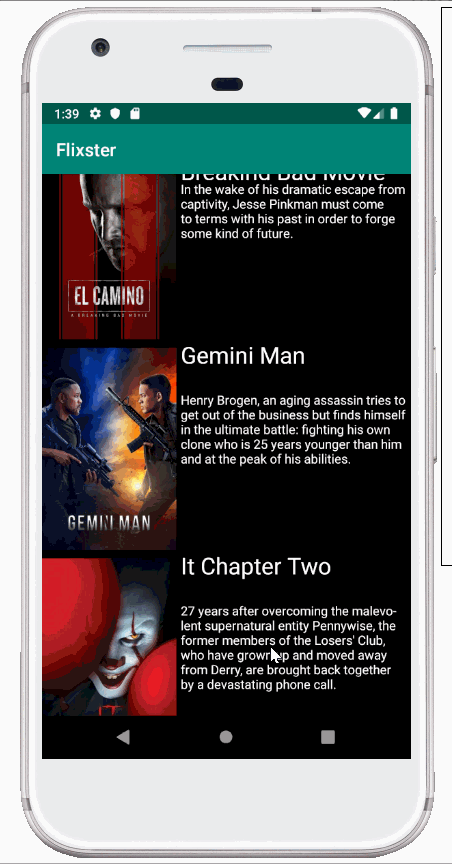 1:39
Flixster
Breaking Bad Movie
In the wake of his dramatic escape from
captivity, Jesse Pinkman must come
to terms with his past in order to forge
some kind of future.
EL CAMINO
A BREAKING BAD MOVIE
Gemini Man
Henry Brogen, an aging assassin tries to
get out of the business but finds himself
in the ultimate battle: fighting his own
clone who is 25 years younger than him
and at the peak of his abilities.
GEMINI MAN
It Chapter Two
27 years after overcoming the malevo-
lent supernatural entity Pennywise, the
former members of the Losers' Club,
who have grown up and moved away
from Derry, are brought back together
by a devastating phone call.
IT